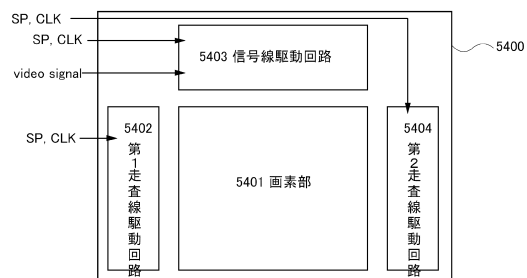 SP, CLK
SP, CLK
5403 信号線駆動回路
5400
video signal
5402
第1走査線駆動回路
SP, CLK
5401 画素部
5404
第2走査線駆動回路